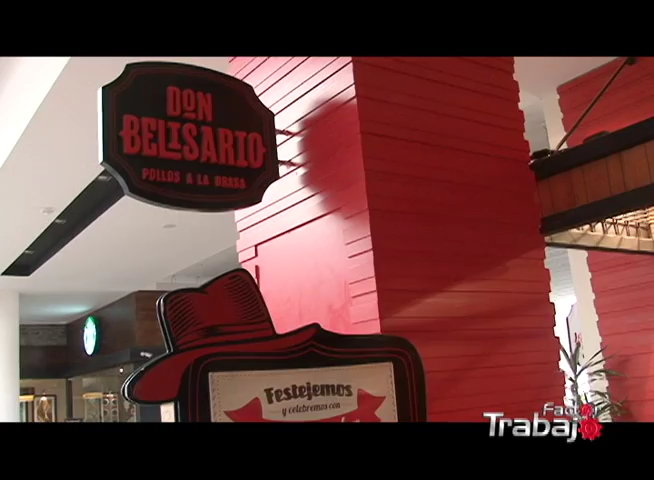 DON
BELISARIO
POLLOS A LA BRASA
Festejemos
y celebremos con
Trabajo